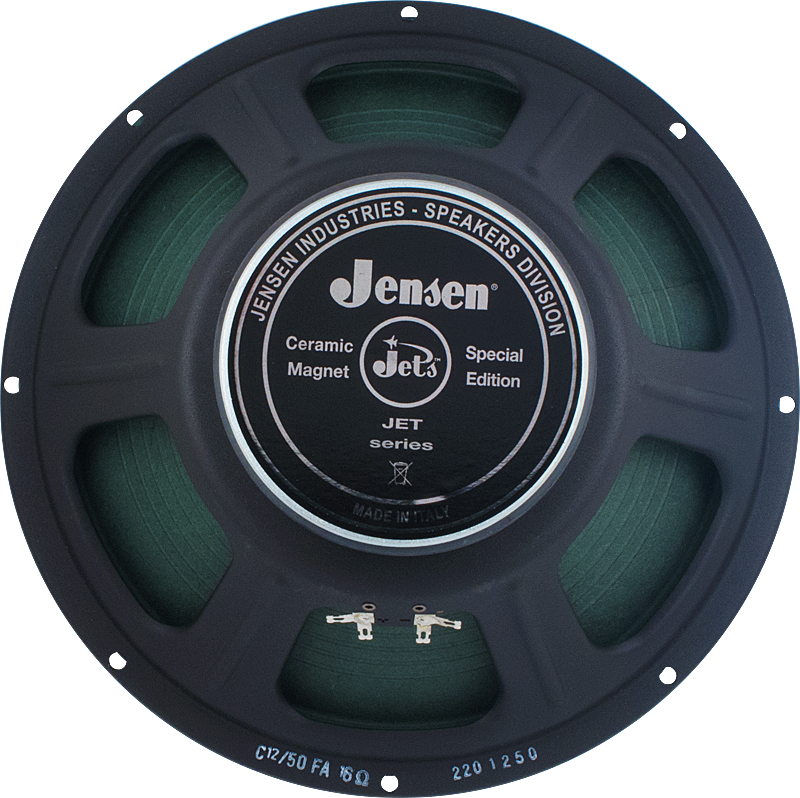 JENSEN INDUSTRIES - SPEAKERS DIVISION
Jensen®
Ceramic
Magnet
Jets™
Special
Edition
JET
series
MADE IN ITALY
C12/50 FA 16Ω
2201250